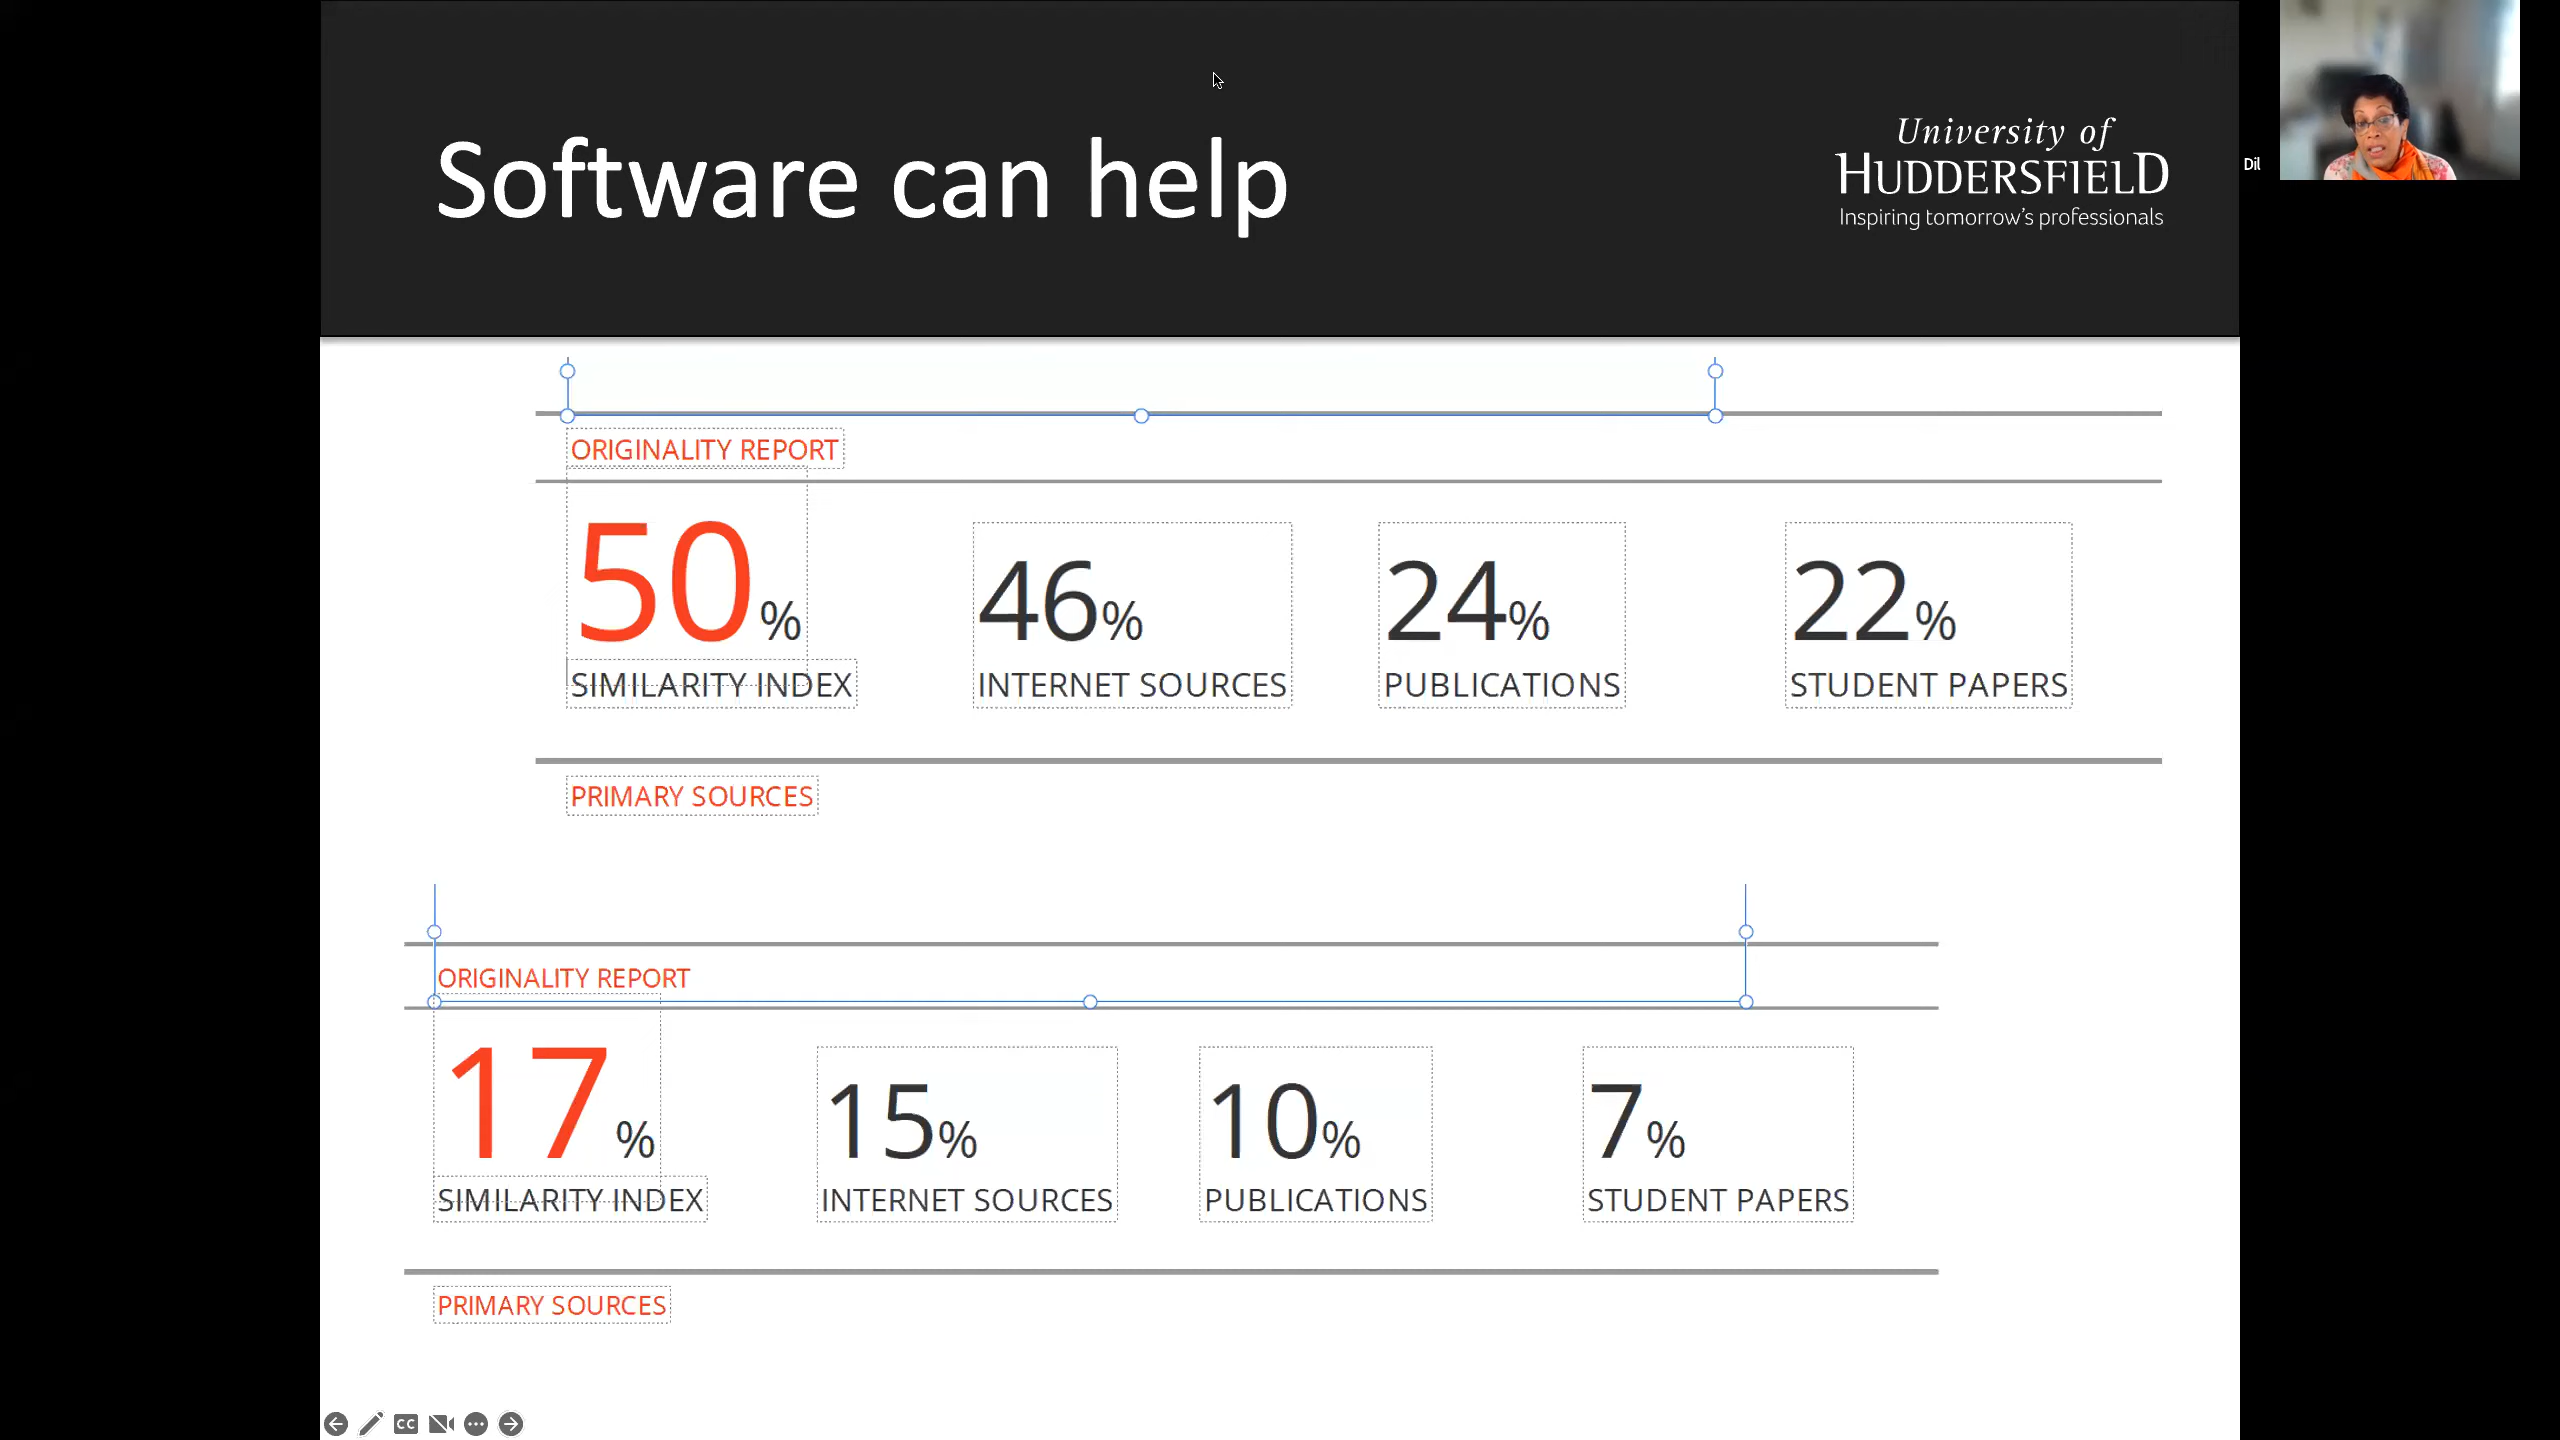 Software can help
University of
HUDDERSFIELD
Inspiring tomorrow's professionals
Dil
ORIGINALITY REPORT
50% 46% 24% 22%
SIMILARITY INDEX INTERNET SOURCES PUBLICATIONS STUDENT PAPERS
PRIMARY SOURCES
ORIGINALITY REPORT
17% 15% 10% 7%
SIMILARITY INDEX INTERNET SOURCES PUBLICATIONS STUDENT PAPERS
PRIMARY SOURCES
CC